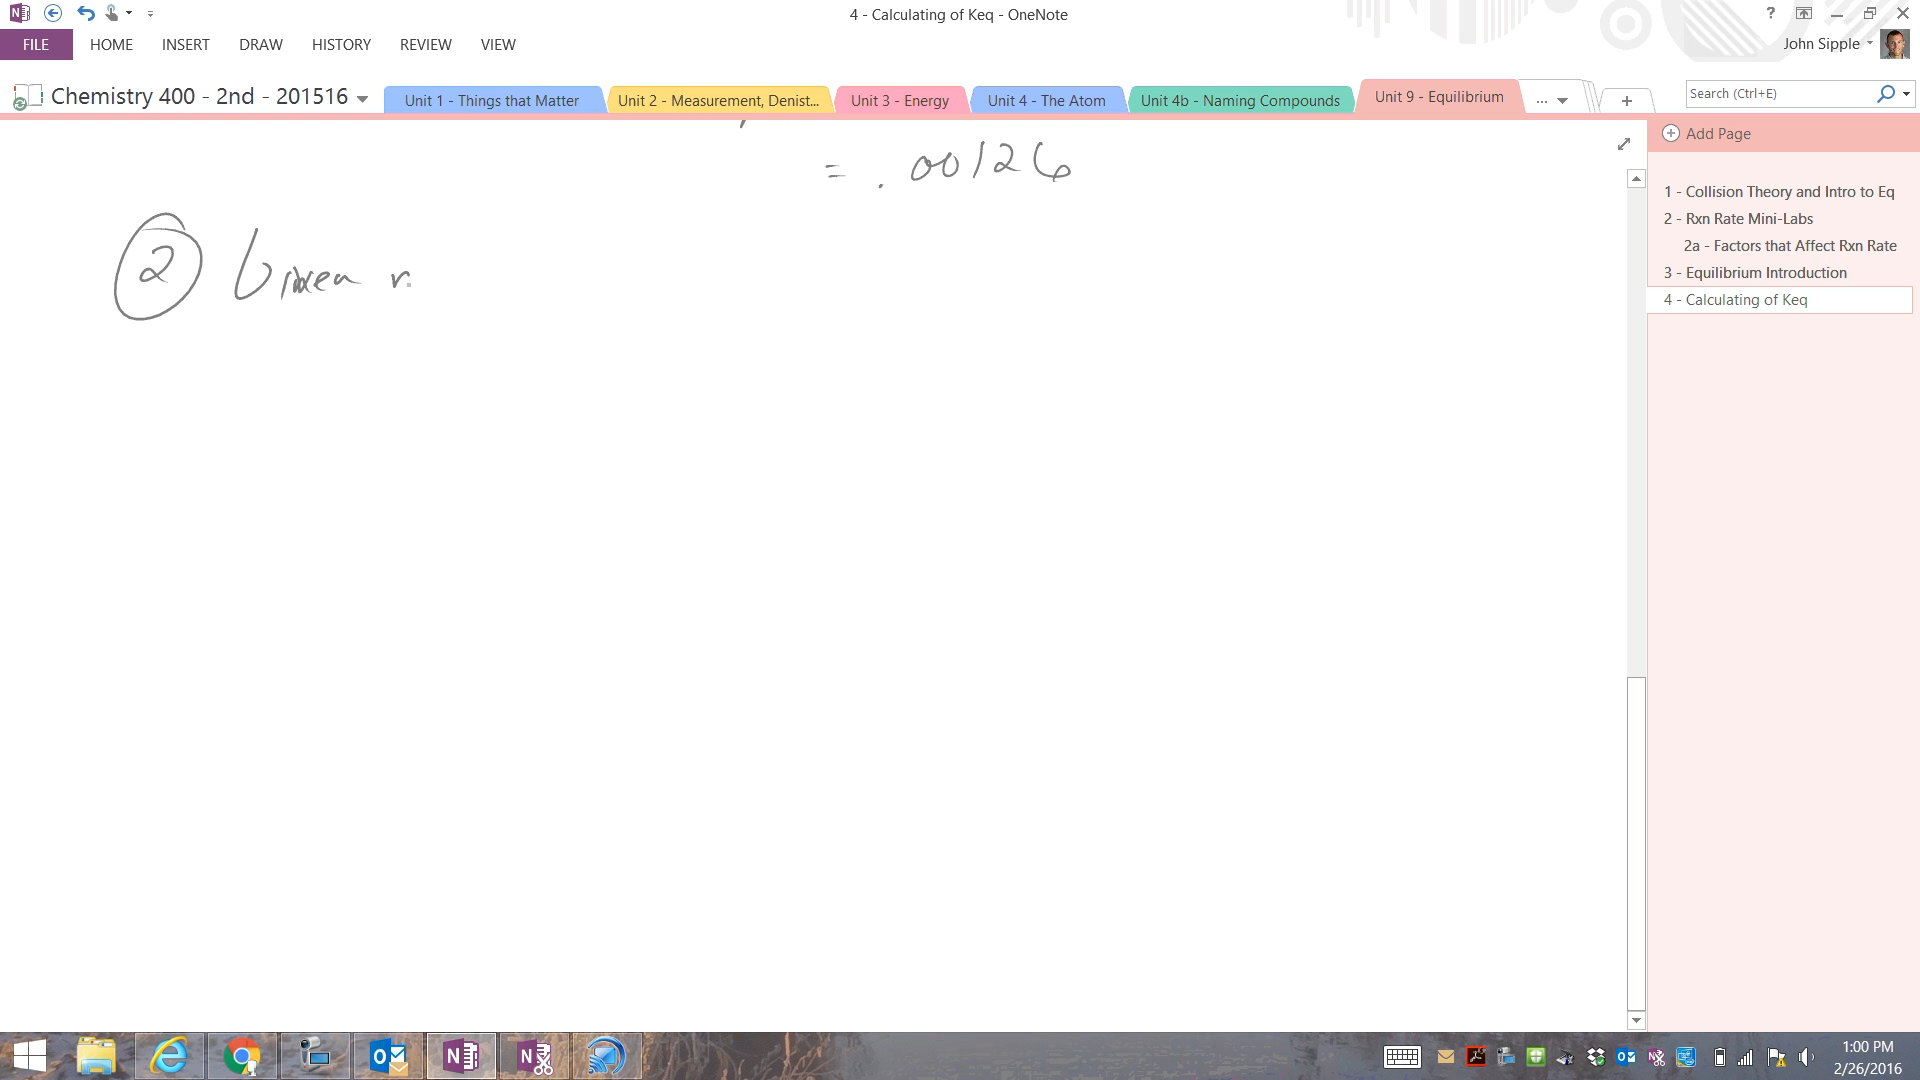 4 - Calculating of Keq - OneNote
?
FILE HOME INSERT DRAW HISTORY REVIEW VIEW
John Sipple
Chemistry 400 - 2nd - 201516
Unit 1 - Things that Matter
Unit 2 - Measurement, Denist...
Unit 3 - Energy
Unit 4 - The Atom
Unit 4b - Naming Compounds
Unit 9 - Equilibrium
...
Search (Ctrl+E)
Add Page
1 - Collision Theory and Intro to Eq
2 - Rxn Rate Mini-Labs
2a - Factors that Affect Rxn Rate
3 - Equilibrium Introduction
4 - Calculating of Keq
= .00126
2 Given
1:00 PM
2/26/2016